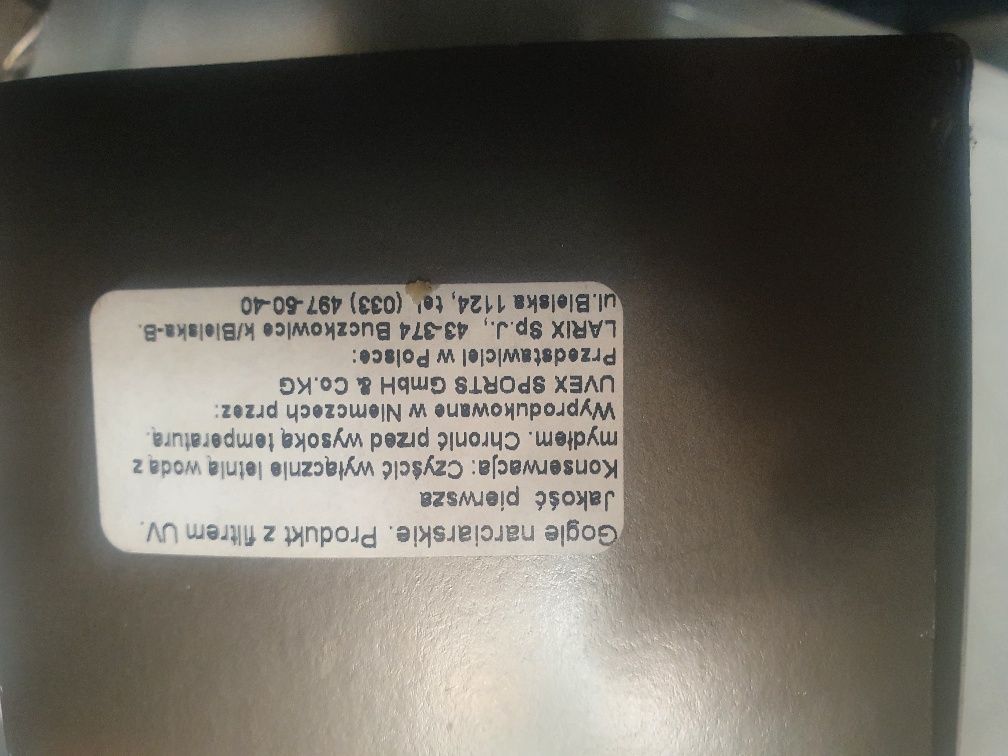 Gogle narciarskie. Produkt z filtrem UV.
Jakość pierwsza
Konserwacja: Czyścić wyłącznie letnią wodą z
mydłem. Chronić przed wysoką temperaturą.
Wyprodukowane w Niemczech przez:
UVEX SPORTS GmbH & Co.KG
Przedstawiciel w Polsce:
LARIX Sp.J., 43-374 Buczkowice k/Bielska-B.
ul.Bielska 1124, tel. (033) 497-60-40